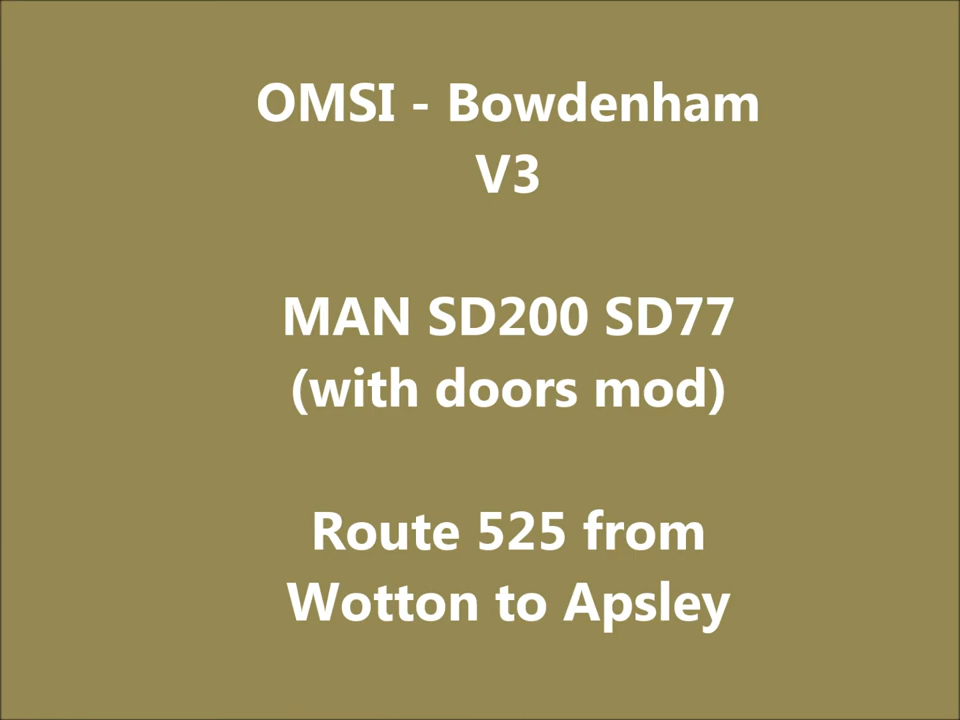 OMSI - Bowdenham
V3
MAN SD200 SD77
(with doors mod)
Route 525 from
Wotton to Apsley